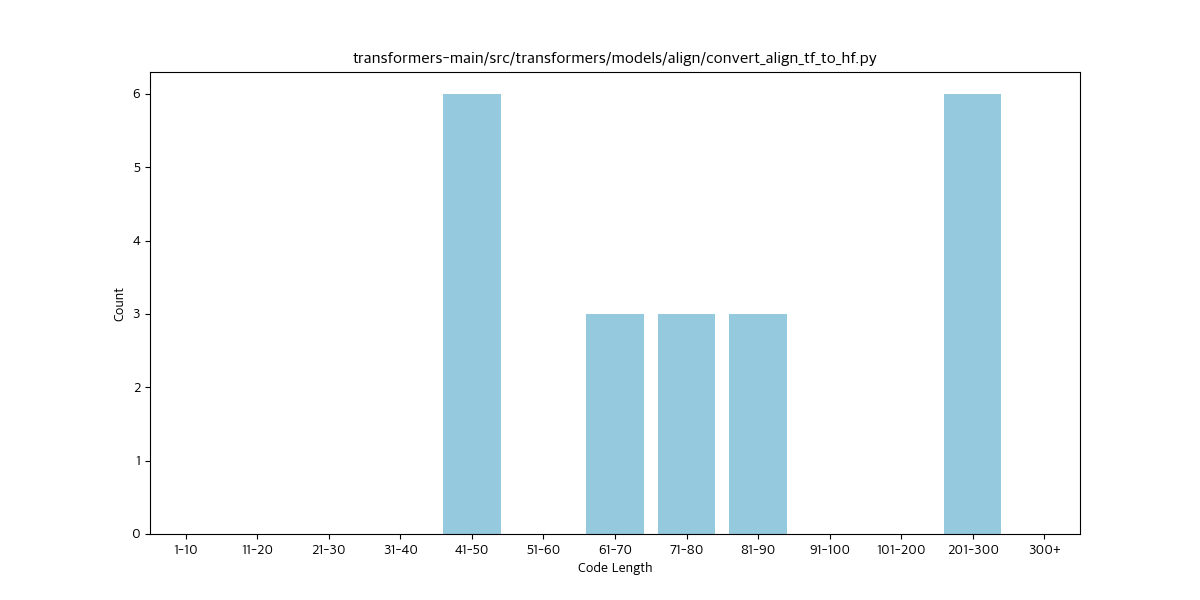 transformers-main/src/transformers/models/align/convert_align_tf_to_hf.py
6
5
4
3
2
1
0
Count
1-10 11-20 21-30 31-40 41-50 51-60 61-70 71-80 81-90 91-100 101-200 201-300 300+
Code Length